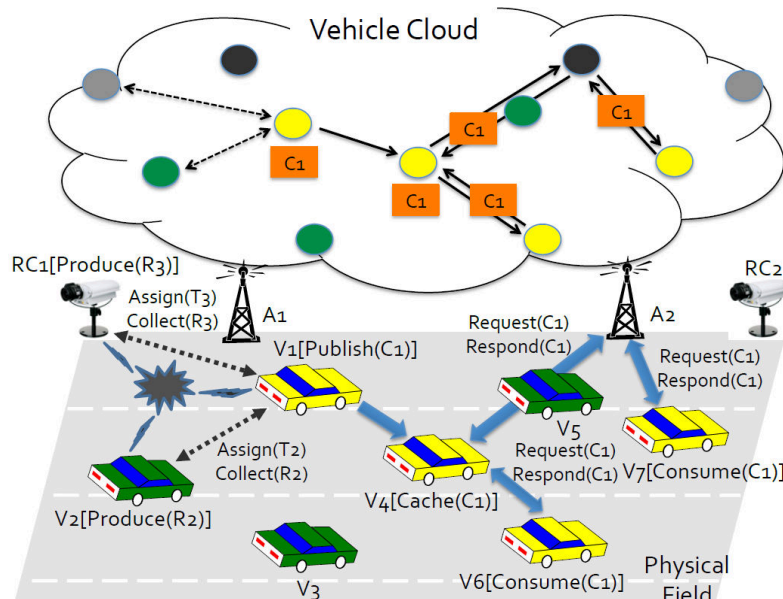 Vehicle Cloud
C1
C1
C1
C1
C1
RC1[Produce(R3)]
RC2
Assign(T3)
Collect(R3)
A1
A2
Request(C1)
Respond(C1)
V1[Publish(C1)]
Request(C1)
Respond(C1)
V5
Assign(T2)
Collect(R2)
Request(C1)
Respond(C1)
V7[Consume(C1)]
V4[Cache(C1)]
V2[Produce(R2)]
V3
V6[Consume(C1)]
Physical
Field